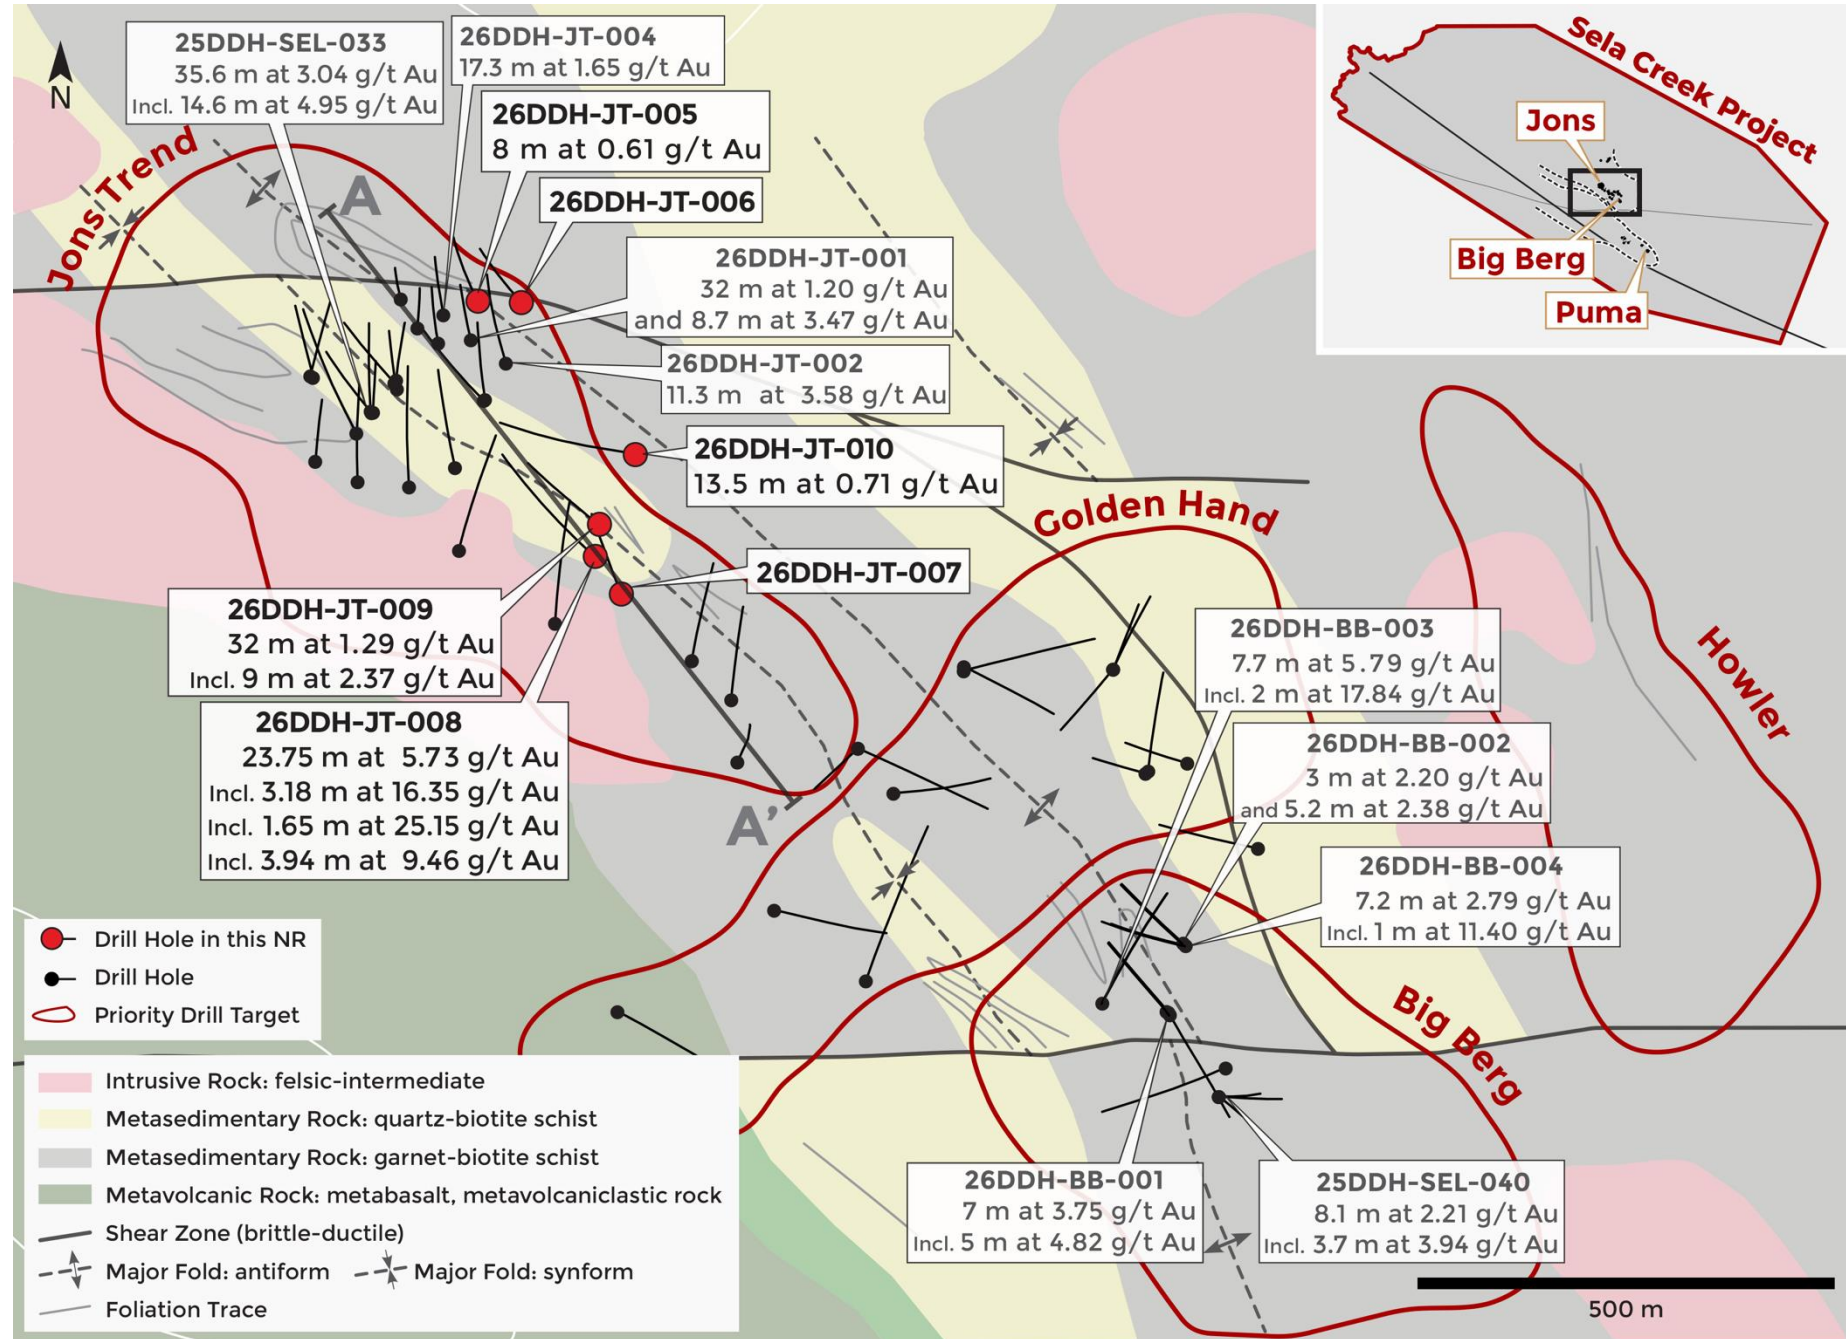 25DDH-SEL-033
35.6 m at 3.04 g/t Au
Incl. 14.6 m at 4.95 g/t Au
26DDH-JT-004
17.3 m at 1.65 g/t Au
26DDH-JT-005
8 m at 0.61 g/t Au
26DDH-JT-006
N
Jons Trend
A
26DDH-JT-001
32 m at 1.20 g/t Au
and 8.7 m at 3.47 g/t Au
26DDH-JT-002
11.3 m at 3.58 g/t Au
26DDH-JT-010
13.5 m at 0.71 g/t Au
Sela Creek Project
Jons
Big Berg
Puma
Golden Hand
26DDH-JT-007
26DDH-JT-009
32 m at 1.29 g/t Au
Incl. 9 m at 2.37 g/t Au
26DDH-JT-008
23.75 m at 5.73 g/t Au
Incl. 3.18 m at 16.35 g/t Au
Incl. 1.65 m at 25.15 g/t Au
Incl. 3.94 m at 9.46 g/t Au
A'
26DDH-BB-003
7.7 m at 5.79 g/t Au
Incl. 2 m at 17.84 g/t Au
26DDH-BB-002
3 m at 2.20 g/t Au
and 5.2 m at 2.38 g/t Au
26DDH-BB-004
7.2 m at 2.79 g/t Au
Incl. 1 m at 11.40 g/t Au
Howler
Big Berg
26DDH-BB-001
7 m at 3.75 g/t Au
Incl. 5 m at 4.82 g/t Au
25DDH-SEL-040
8.1 m at 2.21 g/t Au
Incl. 3.7 m at 3.94 g/t Au
Drill Hole in this NR
Drill Hole
Priority Drill Target
Intrusive Rock: felsic-intermediate
Metasedimentary Rock: quartz-biotite schist
Metasedimentary Rock: garnet-biotite schist
Metavolcanic Rock: metabasalt, metavolcaniclastic rock
Shear Zone (brittle-ductile)
Major Fold: antiform
Major Fold: synform
Foliation Trace
500 m